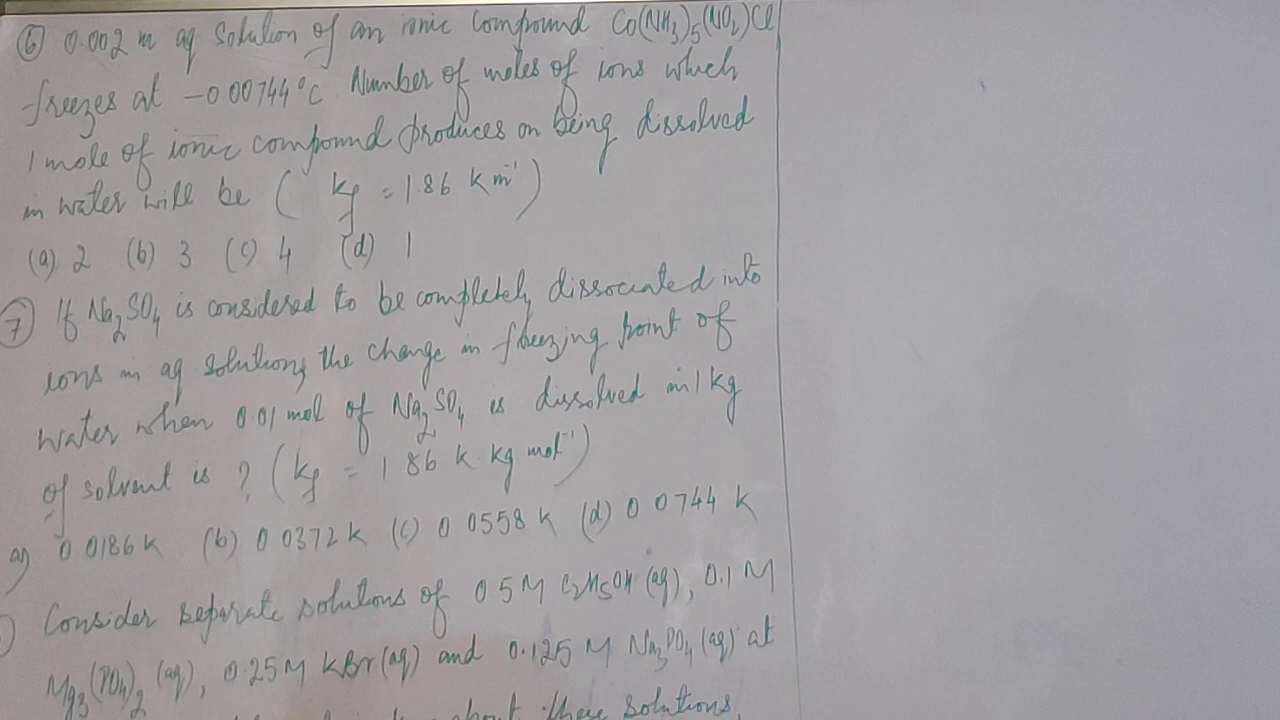 ⑥ 0.002 m aq solution of an ionic compound Co(NH₃)₅(NO₂)Cl
freezes at -0.00744°C Number of moles of ions which
1 mole of ionic compound produces on being dissolved
in water will be ( kf = 1.86 K m⁻¹ )
(a) 2 (b) 3 (c) 4 (d) 1
⑦ If Na₂SO₄ is considered to be completely dissociated into
ions in aq solution, the change in freezing point of
water when 0.01 mol of Na₂SO₄ is dissolved in 1 kg
of solvent is ? (kf = 1.86 K kg mol⁻¹)
a) 0.0186 K (b) 0.0372 K (c) 0.0558 K (d) 0.0744 K
) Consider separate solutions of 0.5 M C₂H₅OH (aq), 0.1 M
Mg₃(PO₄)₂ (aq), 0.25 M KBr (aq) and 0.125 M Na₃PO₄ (aq) at
about these solutions,